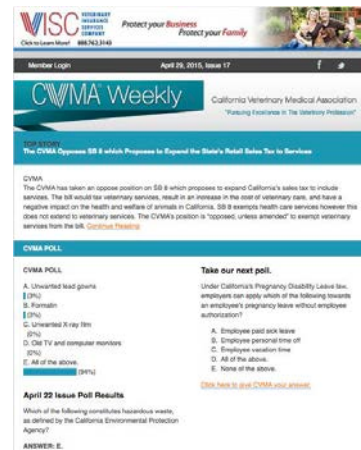 VISC
VETERINARY
INSURANCE
SERVICES
COMPANY
Click to Learn More! 888.762.3143
Protect your Business
Protect your Family
Member Login
April 29, 2015, Issue 17
CVMA Weekly
California Veterinary Medical Association
"Pursuing Excellence in The Veterinary Profession"
TOP STORY
The CVMA Opposes SB 8 which Proposes to Expand the State's Retail Sales Tax to Services
CVMA
The CVMA has taken an oppose position on SB 8 which proposes to expand California's sales tax to include
services. The bill would tax veterinary services, result in an increase in the cost of veterinary care, and have a
negative impact on the health and welfare of animals in California. SB 8 exempts health care services however this
does not extend to veterinary services. The CVMA's position is "opposed, unless amended" to exempt veterinary
services from the bill. Continue Reading
CVMA POLL
CVMA POLL
A. Unwanted lead gowns
(3%)
B. Formalin
(3%)
C. Unwanted X-ray film
(0%)
D. Old TV and computer monitors
(0%)
E. All of the above.
(94%)
April 22 Issue Poll Results
Which of the following constitutes hazardous waste,
as defined by the California Environmental Protection
Agency?
ANSWER: E.
Take our next poll.
Under California's Pregnancy Disability Leave law,
employers can apply which of the following towards
an employee's pregnancy leave without employee
authorization?
A. Employee paid sick leave
B. Employee personal time off
C. Employee vacation time
D. All of the above.
E. None of the above.
Click here to give CVMA your answer.